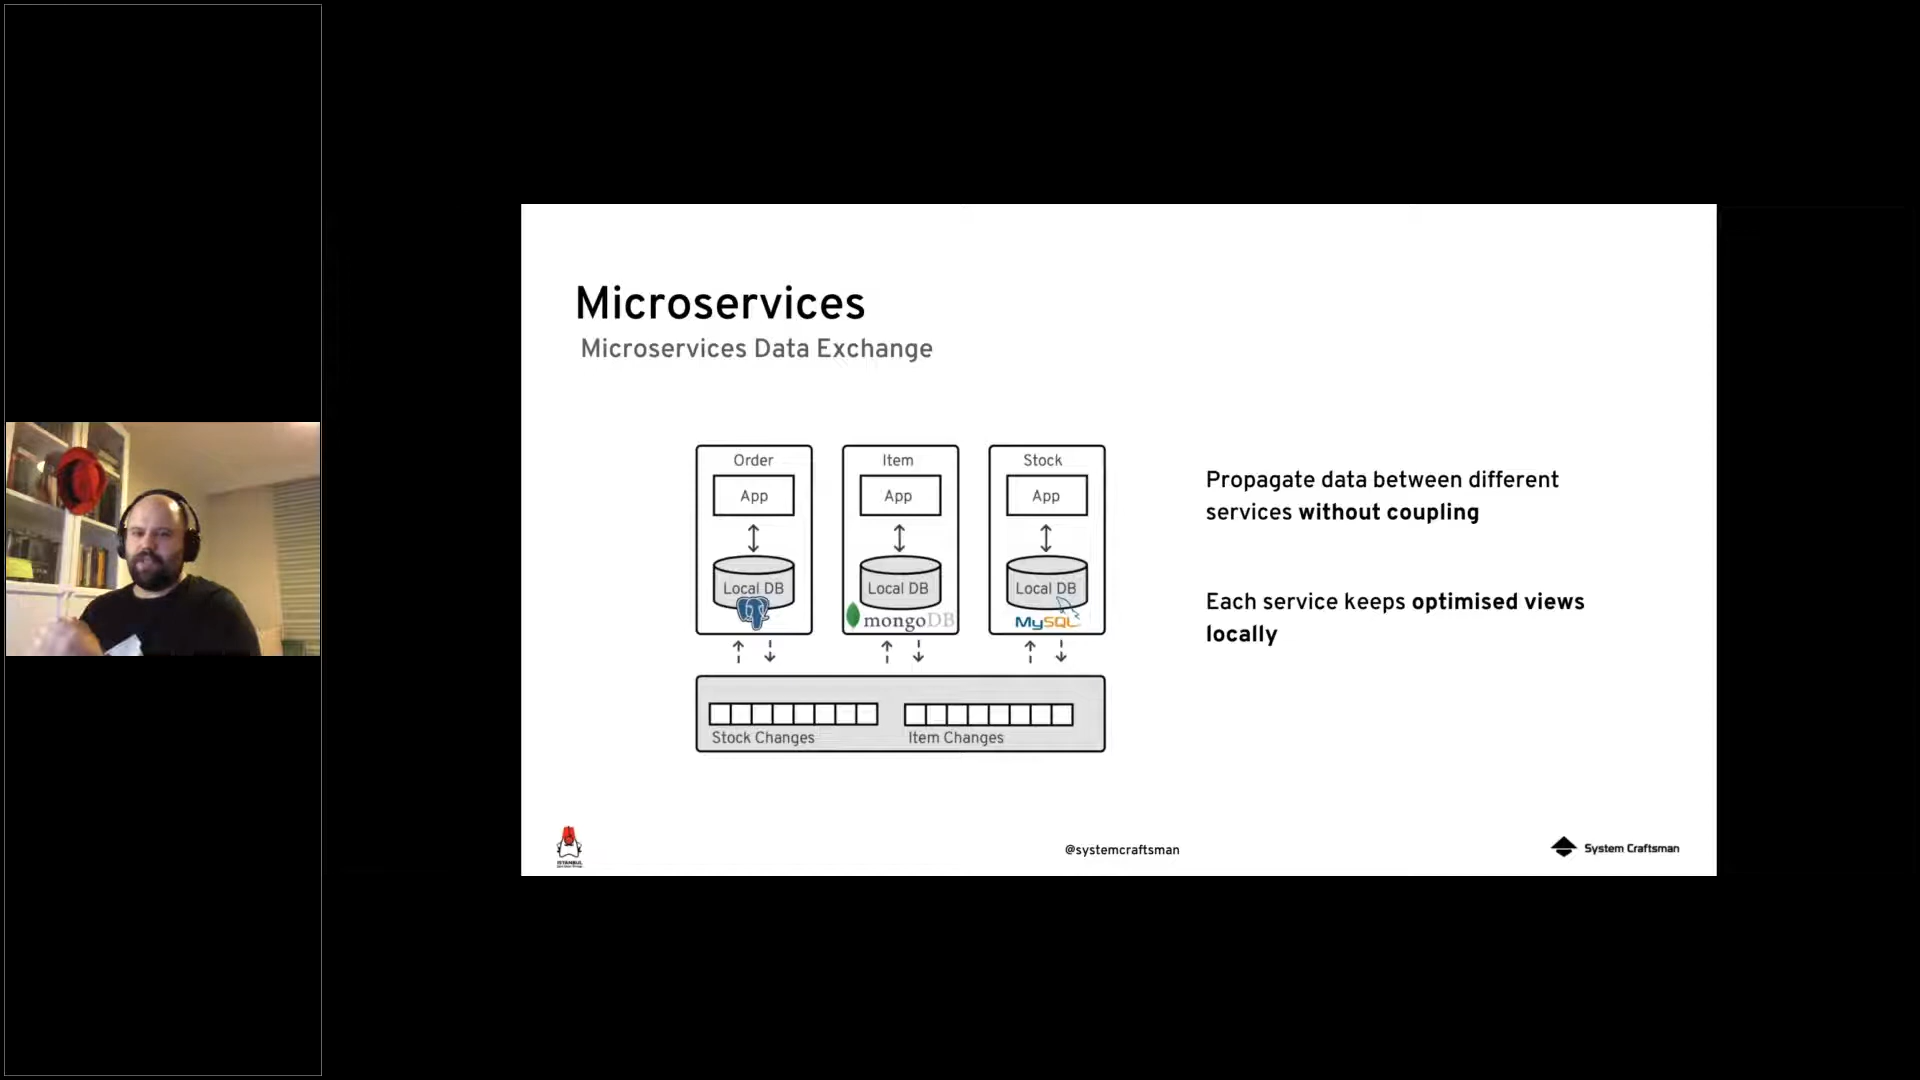 Microservices
Microservices Data Exchange
Order
App
Local DB
Item
App
Local DB
mongoDB
Stock
App
Local DB
MySQL
Stock Changes
Item Changes
Propagate data between different
services without coupling
Each service keeps optimised views
locally
ISTANBUL
@systemcraftsman
System Craftsman